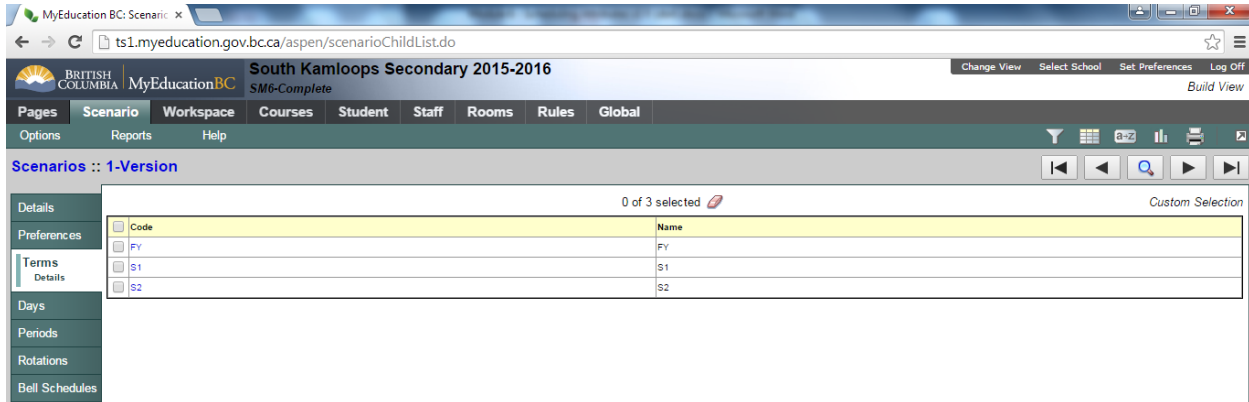 MyEducation BC: Scenaric ×
ts1.myeducation.gov.bc.ca/aspen/scenarioChildList.do
BRITISH COLUMBIA MyEducationBC South Kamloops Secondary 2015-2016 Change View Select School Set Preferences Log Off
SM6-Complete Build View
Pages Scenario Workspace Courses Student Staff Rooms Rules Global
Options Reports Help
Scenarios :: 1-Version
0 of 3 selected Custom Selection
Details
Preferences
Terms
Details
Days
Periods
Rotations
Bell Schedules
Code Name
FY FY
S1 S1
S2 S2